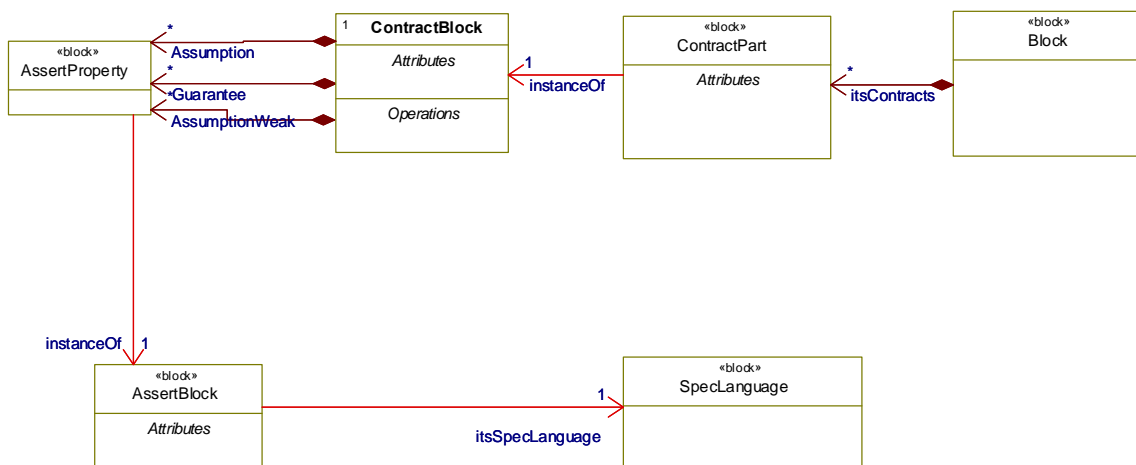 «block»
AssertProperty
*
Assumption
*
Guarantee
*
AssumptionWeak
1
ContractBlock
Attributes
Operations
1
instanceOf
«block»
ContractPart
Attributes
*
itsContracts
«block»
Block
instanceOf
1
«block»
AssertBlock
Attributes
1
itsSpecLanguage
«block»
SpecLanguage